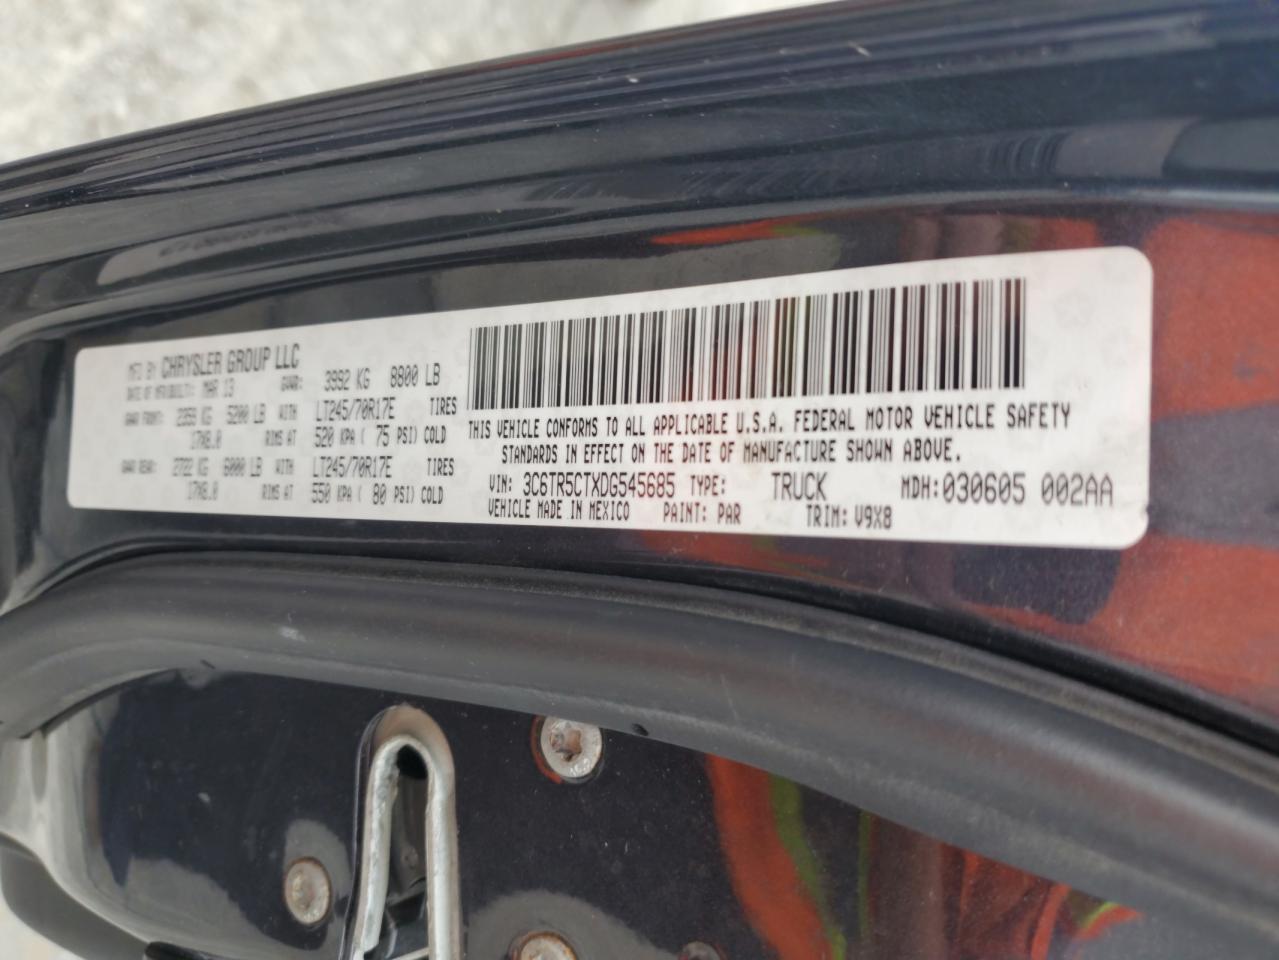 MFD BY CHRYSLER GROUP LLC
DATE OF MFR(BUILT): MAR 13 GVWR: 3992 KG 8800 LB
GAWR FRONT: 2359 KG 5200 LB WITH LT245/70R17E TIRES
17X8.0 RIMS AT 520 KPA ( 75 PSI) COLD
GAWR REAR: 2722 KG 6000 LB WITH LT245/70R17E TIRES
17X8.0 RIMS AT 550 KPA ( 80 PSI) COLD
THIS VEHICLE CONFORMS TO ALL APPLICABLE U.S.A. FEDERAL MOTOR VEHICLE SAFETY
STANDARDS IN EFFECT ON THE DATE OF MANUFACTURE SHOWN ABOVE.
VIN: 3C6TR5CTXDG545685 TYPE: TRUCK MDH:030605 002AA
VEHICLE MADE IN MEXICO PAINT: PAR TRIM: V9X8